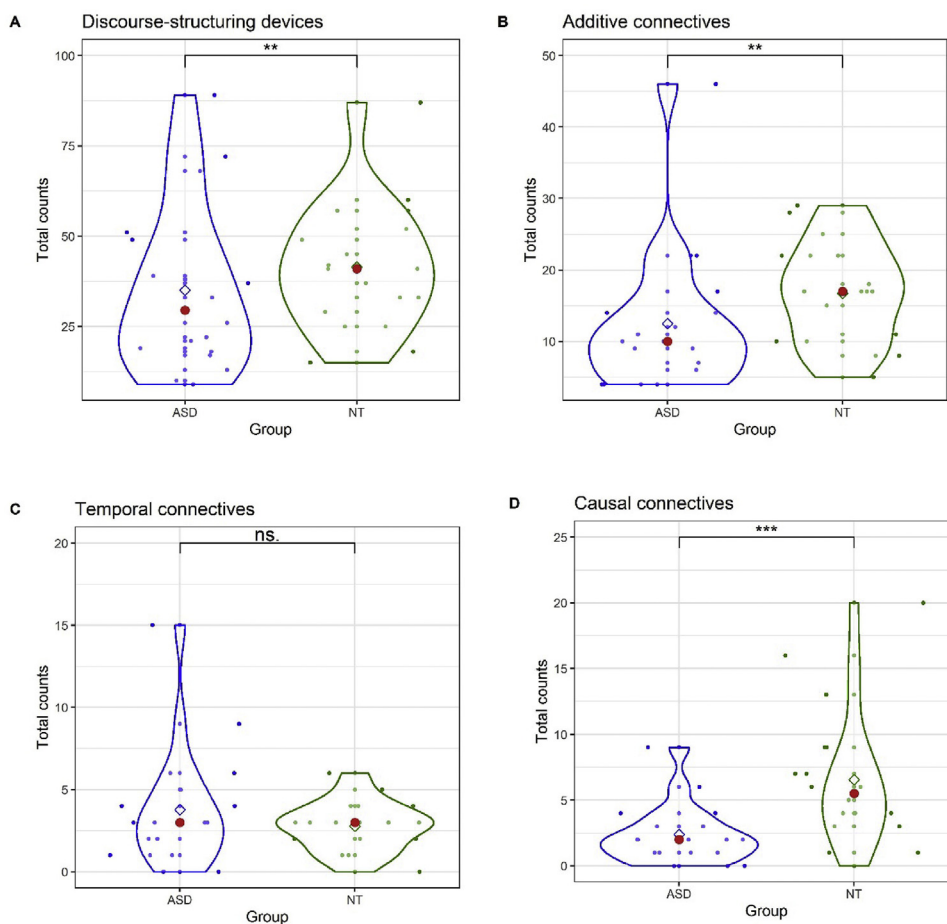 A
Discourse-structuring devices
**
100
75
50
25
Total counts
ASD
NT
Group
B
Additive connectives
**
50
40
30
20
10
Total counts
ASD
NT
Group
C
Temporal connectives
ns.
20
15
10
5
0
Total counts
ASD
NT
Group
D
Causal connectives
***
25
20
15
10
5
0
Total counts
ASD
NT
Group